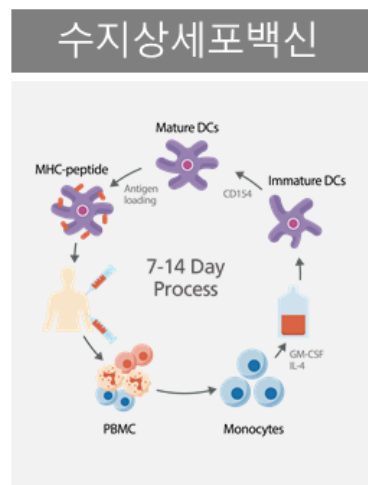 수지상세포백신
Mature DCs
MHC-peptide
Antigen
loading
CD154
Immature DCs
7-14 Day
Process
GM-CSF
IL-4
PBMC
Monocytes